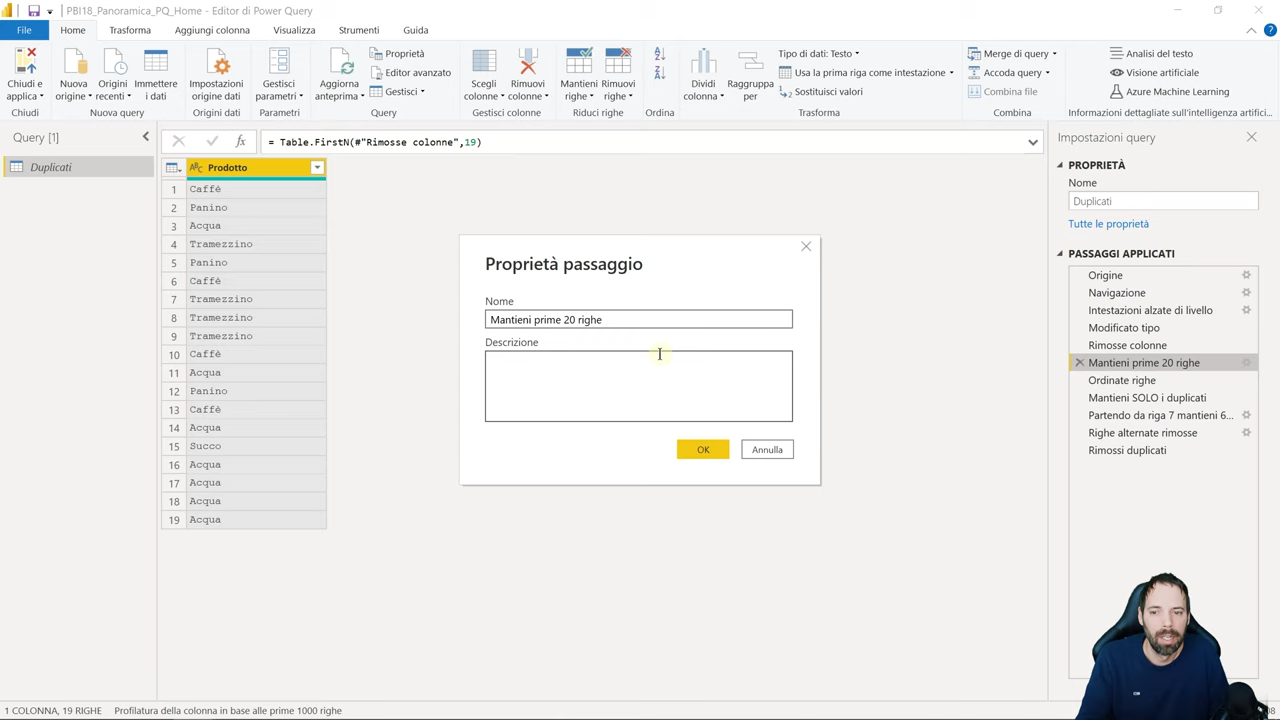 PBI18_Panoramica_PQ_Home - Editor di Power Query
File
Home
Trasforma
Aggiungi colonna
Visualizza
Strumenti
Guida
Chiudi e applica
Nuova origine
Origini recenti
Immettere i dati
Impostazioni origine dati
Gestisci parametri
Aggiorna anteprima
Proprietà
Editor avanzato
Gestisci
Scegli colonne
Rimuovi colonne
Mantieni righe
Rimuovi righe
Dividi colonna
Raggruppa per
Tipo di dati: Testo
Usa la prima riga come intestazione
Sostituisci valori
Merge di query
Accoda query
Combina file
Analisi del testo
Visione artificiale
Azure Machine Learning
Chiudi
Nuova query
Origini dati
Parametri
Query
Gestisci colonne
Riduci righe
Ordina
Trasforma
Combina
Informazioni dettagliate sull'intelligenza artifici...
Query [1]
Duplicati
fx
= Table.FirstN(#"Rimosse colonne",19)
ABC Prodotto
1 Caffè
2 Panino
3 Acqua
4 Tramezzino
5 Panino
6 Caffè
7 Tramezzino
8 Tramezzino
9 Tramezzino
10 Caffè
11 Acqua
12 Panino
13 Caffè
14 Acqua
15 Succo
16 Acqua
17 Acqua
18 Acqua
19 Acqua
Proprietà passaggio
Nome
Mantieni prime 20 righe
Descrizione
OK
Annulla
Impostazioni query
PROPRIETÀ
Nome
Duplicati
Tutte le proprietà
PASSAGGI APPLICATI
Origine
Navigazione
Intestazioni alzate di livello
Modificato tipo
Rimosse colonne
Mantieni prime 20 righe
Ordinate righe
Mantieni SOLO i duplicati
Partendo da riga 7 mantieni 6...
Righe alternate rimosse
Rimossi duplicati
1 COLONNA, 19 RIGHE
Profilatura della colonna in base alle prime 1000 righe